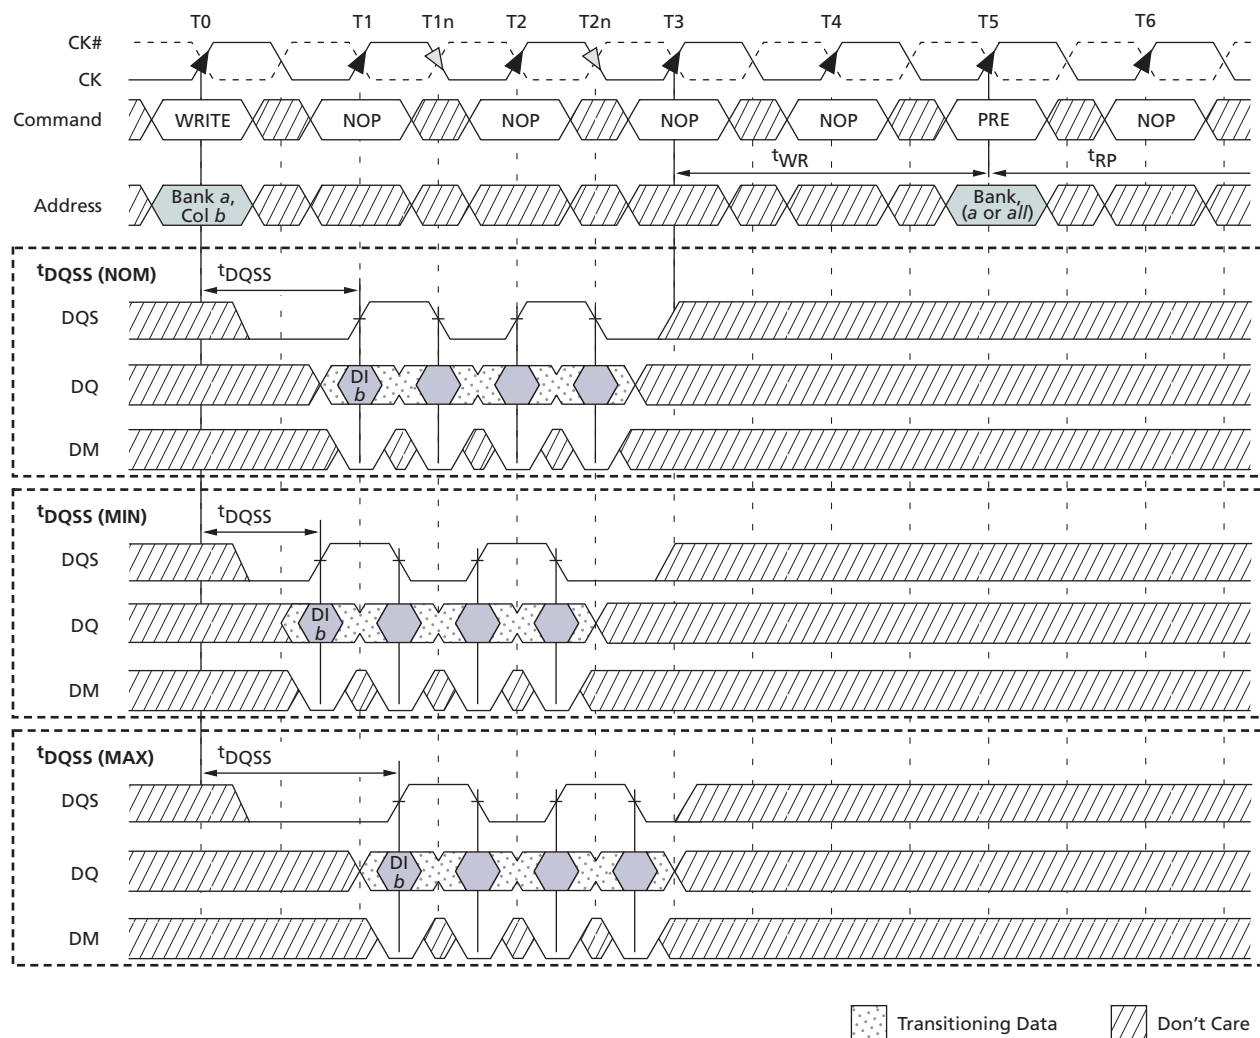 T0 T1 T1n T2 T2n T3 T4 T5 T6
CK#
CK
Command WRITE NOP NOP NOP NOP PRE NOP
tWR tRP
Address Bank a, Col b Bank, (a or all)
tDQSS (NOM) tDQSS
DQS
DQ DI b
DM
tDQSS (MIN) tDQSS
DQS
DQ DI b
DM
tDQSS (MAX) tDQSS
DQS
DQ DI b
DM
Transitioning Data Don't Care